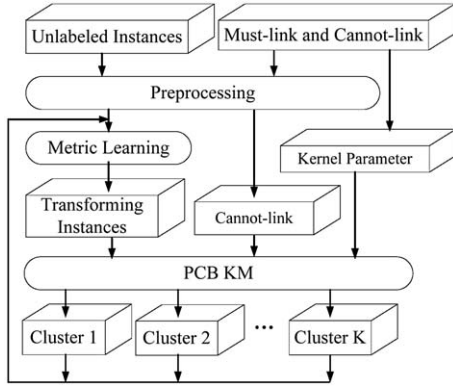 Unlabeled Instances
Must-link and Cannot-link
Preprocessing
Metric Learning
Kernel Parameter
Transforming
Instances
Cannot-link
PCB KM
Cluster 1
Cluster 2
...
Cluster K